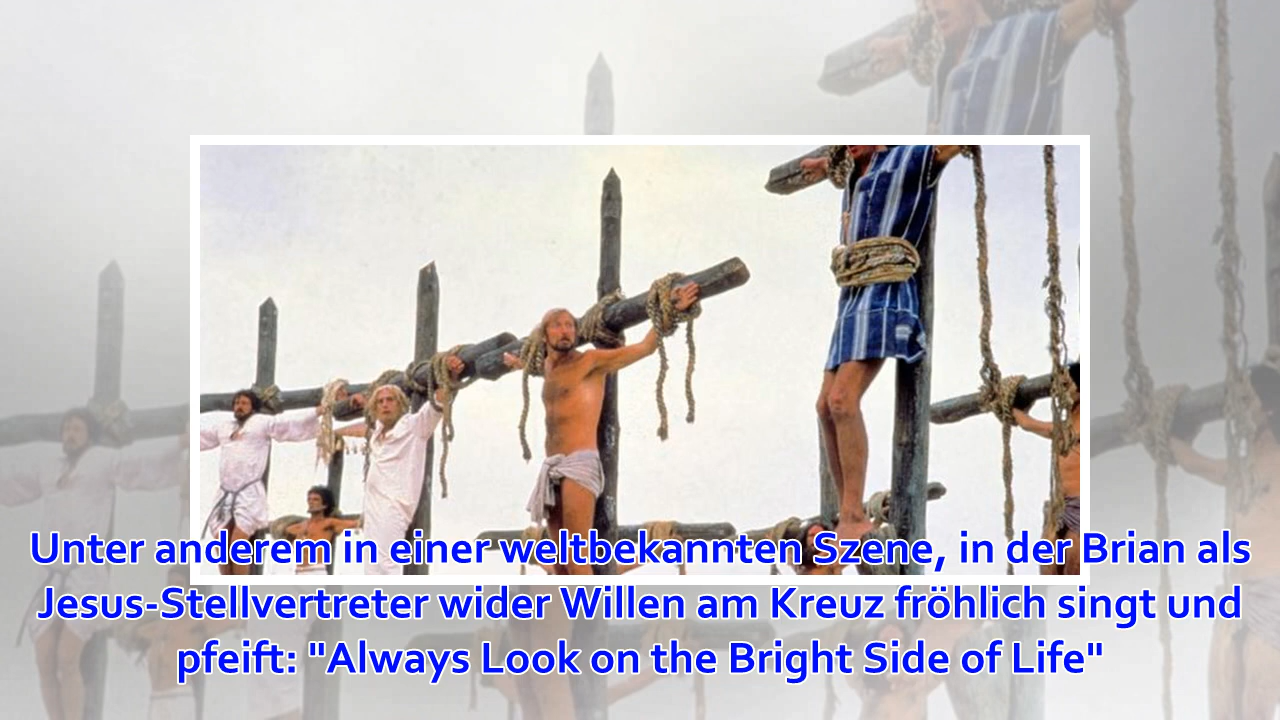 Unter anderem in einer weltbekannten Szene, in der Brian als
Jesus-Stellvertreter wider Willen am Kreuz fröhlich singt und
pfeift: "Always Look on the Bright Side of Life"